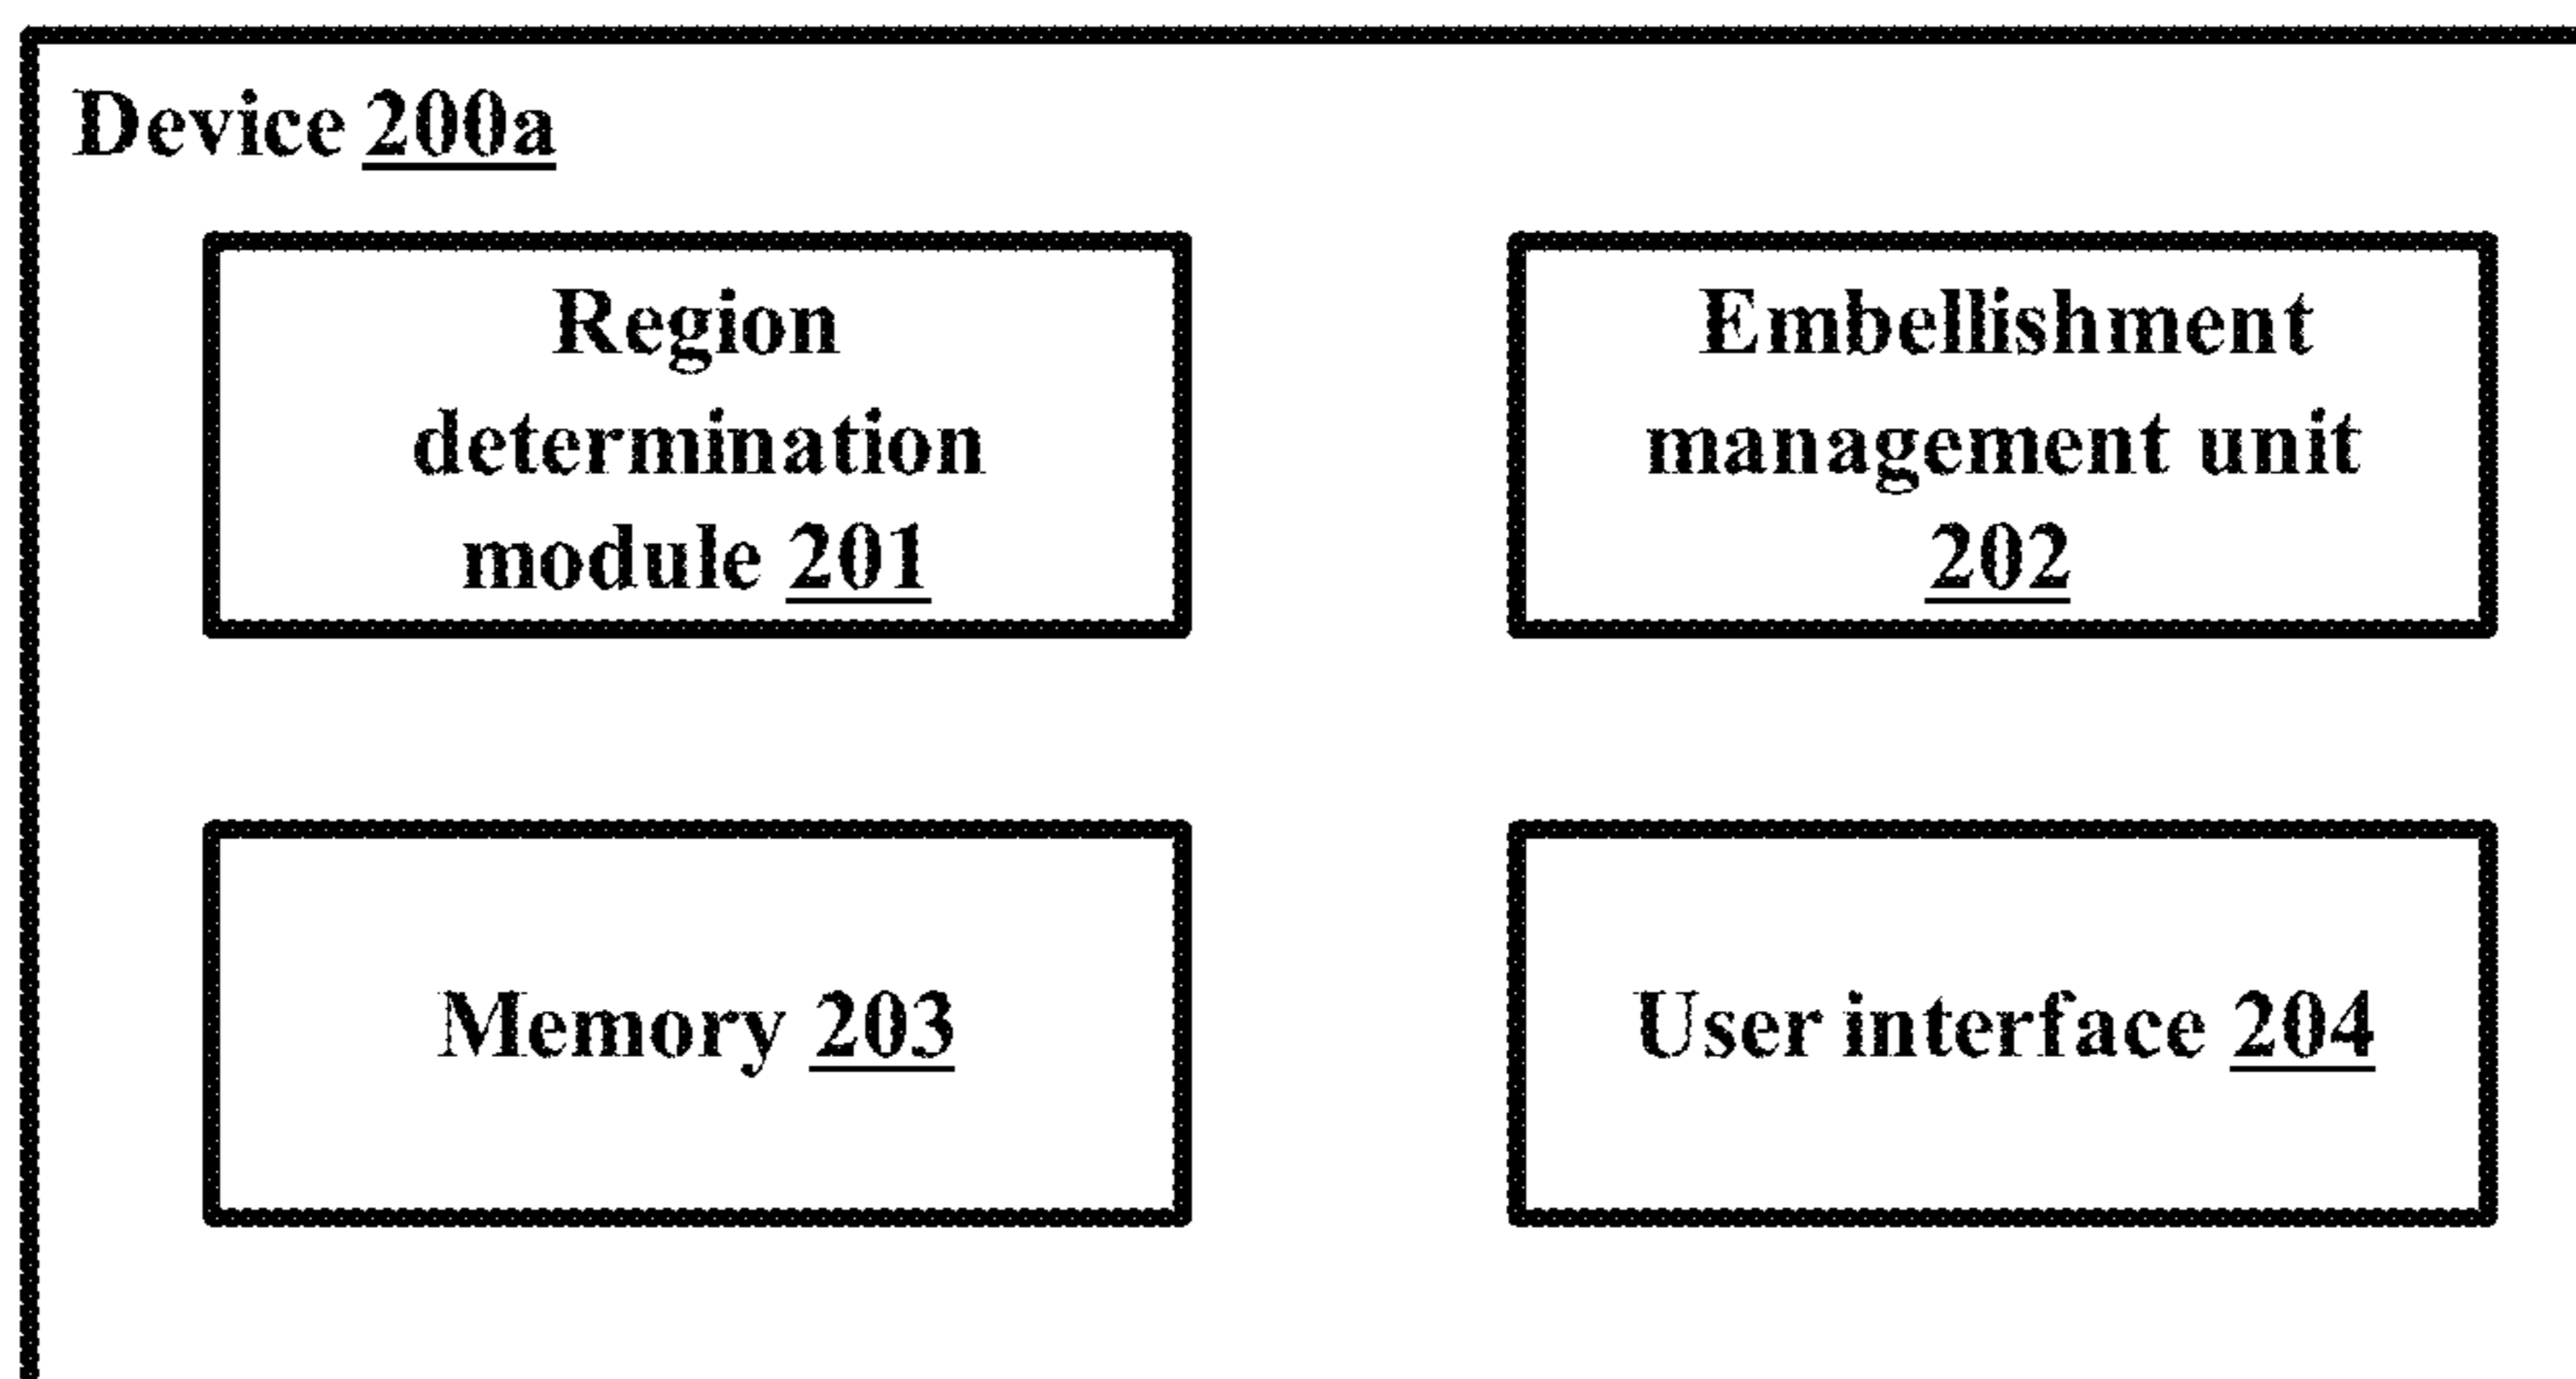 Device 200a
Region
determination
module 201
Embellishment
management unit
202
Memory 203
User interface 204